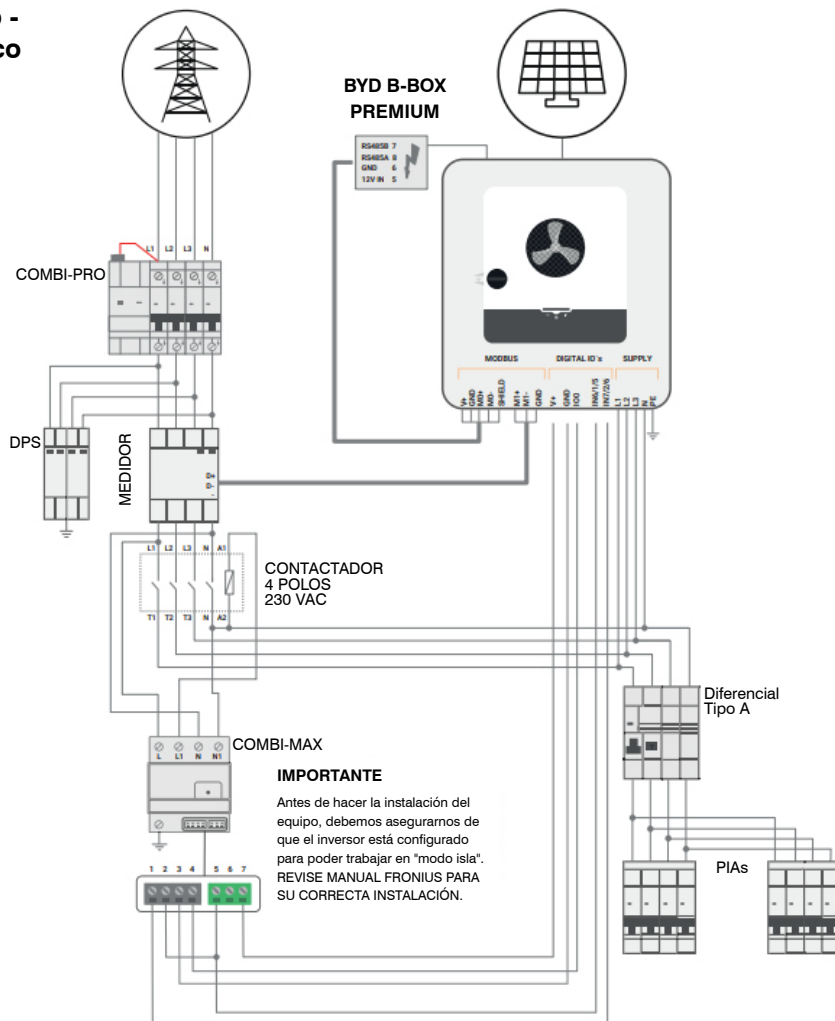 BYD B-BOX
PREMIUM
RS485B 7
RS485A 8
GND 6
12V IN 5
L1 L2 L3 N
COMBI-PRO
MODBUS DIGITAL IO´s SUPPLY
V+ GND M0+ M0- SHIELD M1+ M1- GND V+ GND IO0 IN6/1/5 IN7/2/6 L1 L2 L3 N PE
DPS
MEDIDOR
D+
D-
-
L1 L2 L3 N A1
CONTACTADOR
4 POLOS
230 VAC
T1 T2 T3 N A2
Diferencial
Tipo A
COMBI-MAX
L L1 N N1
IMPORTANTE
Antes de hacer la instalación del
equipo, debemos asegurarnos de
que el inversor está configurado
para poder trabajar en "modo isla".
REVISE MANUAL FRONIUS PARA
SU CORRECTA INSTALACIÓN.
PIAs
1 2 3 4 5 6 7